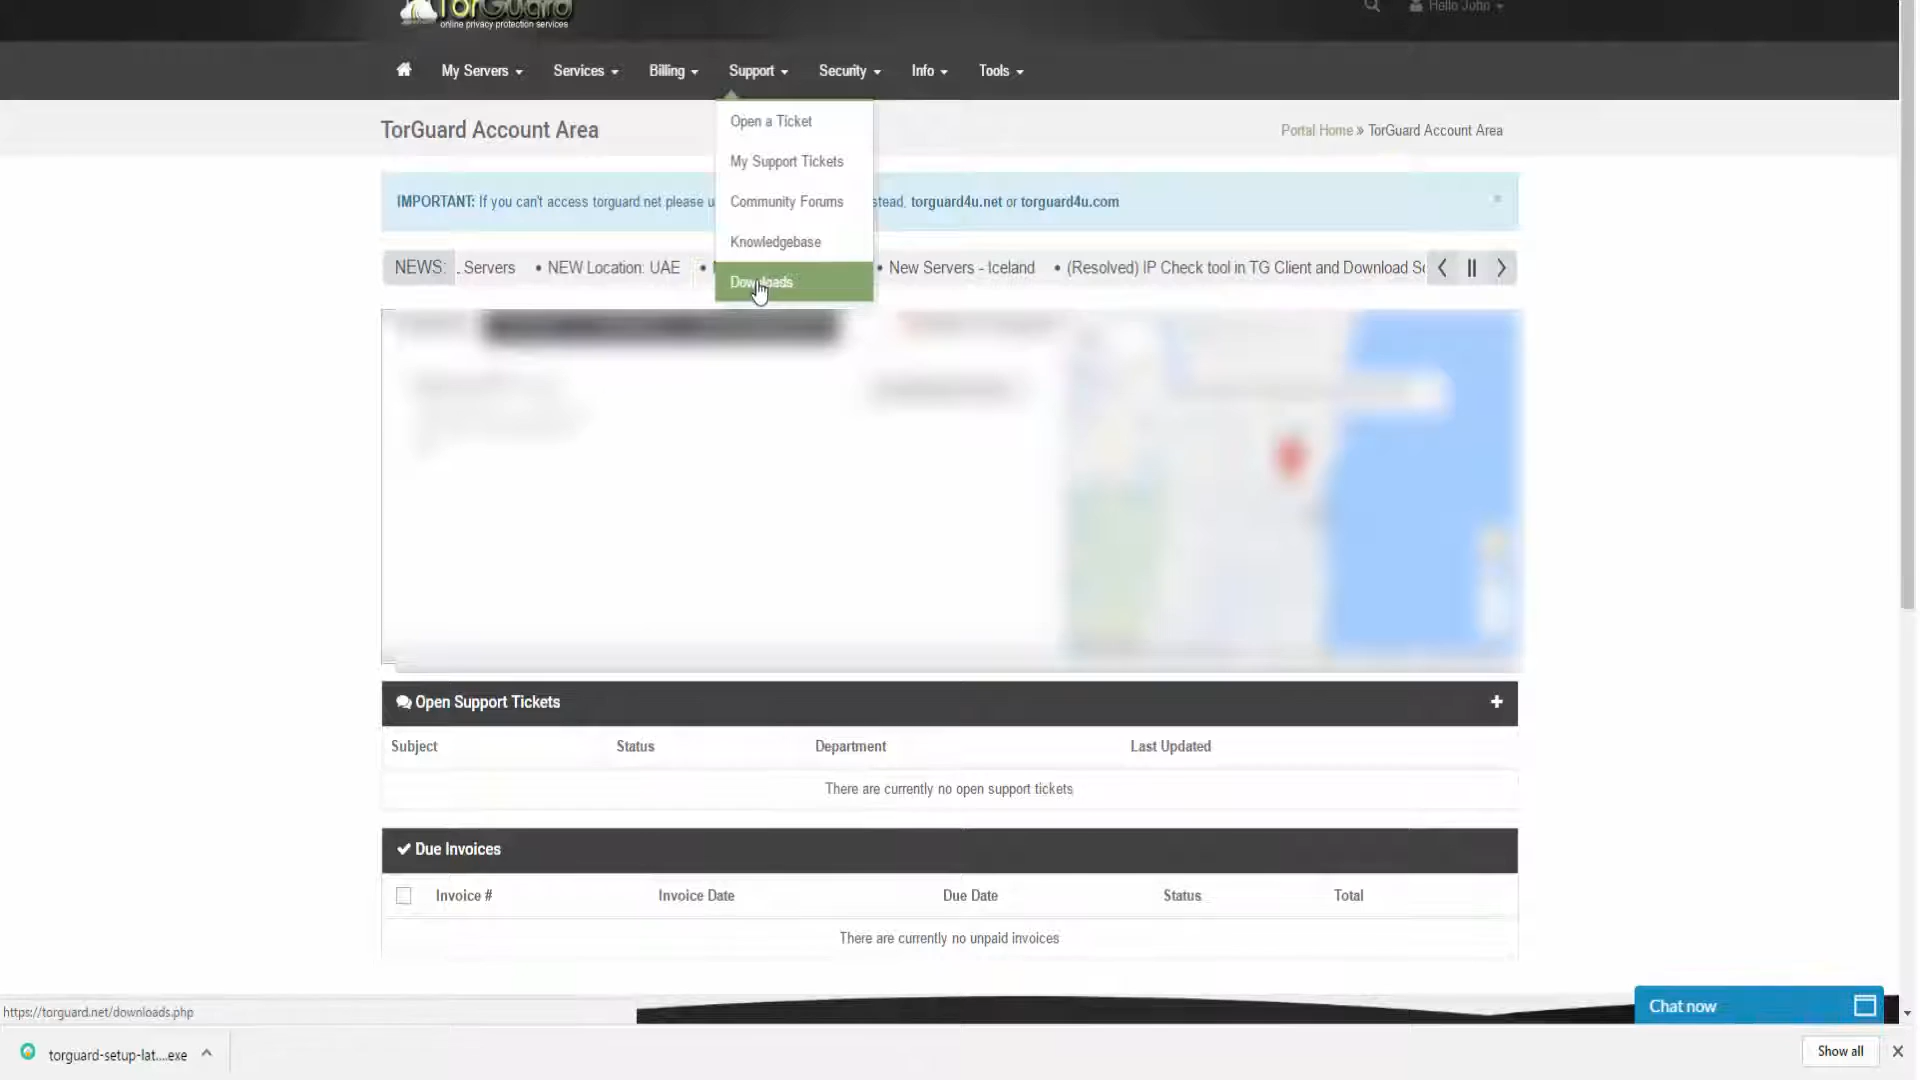 TorGuard
online privacy protection services
Hello John
My Servers
Services
Billing
Support
Security
Info
Tools
TorGuard Account Area
Portal Home » TorGuard Account Area
Open a Ticket
My Support Tickets
Community Forums
Knowledgebase
Downloads
IMPORTANT: If you can't access torguard.net please u stead, torguard4u.net or torguard4u.com
×
NEWS: . Servers • NEW Location: UAE • • New Servers - Iceland • (Resolved) IP Check tool in TG Client and Download Se
Open Support Tickets
Subject Status Department Last Updated
There are currently no open support tickets
Due Invoices
Invoice # Invoice Date Due Date Status Total
There are currently no unpaid invoices
https://torguard.net/downloads.php
Chat now
torguard-setup-lat....exe
Show all